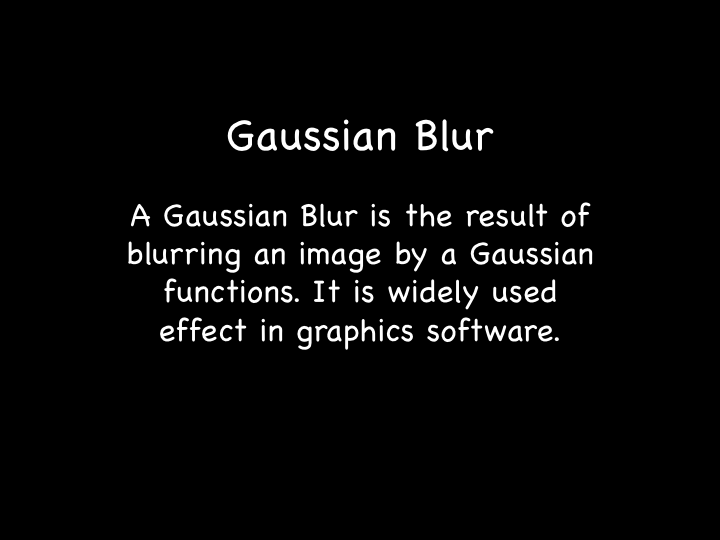 Gaussian Blur
A Gaussian Blur is the result of
blurring an image by a Gaussian
functions. It is widely used
effect in graphics software.